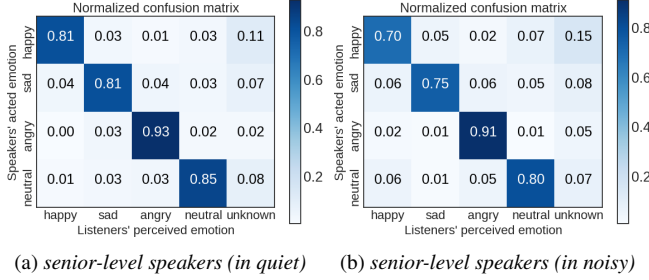 Normalized confusion matrix
Speakers' acted emotion
happy 0.81 0.03 0.01 0.03 0.11
sad 0.04 0.81 0.04 0.03 0.07
angry 0.00 0.03 0.93 0.02 0.02
neutral 0.01 0.03 0.03 0.85 0.08
happy sad angry neutral unknown
Listeners' perceived emotion
0.8
0.6
0.4
0.2
(a) senior-level speakers (in quiet)
Normalized confusion matrix
Speakers' acted emotion
happy 0.70 0.05 0.02 0.07 0.15
sad 0.06 0.75 0.06 0.05 0.08
angry 0.02 0.01 0.91 0.01 0.05
neutral 0.06 0.01 0.05 0.80 0.07
happy sad angry neutral unknown
Listeners' perceived emotion
0.8
0.6
0.4
0.2
(b) senior-level speakers (in noisy)